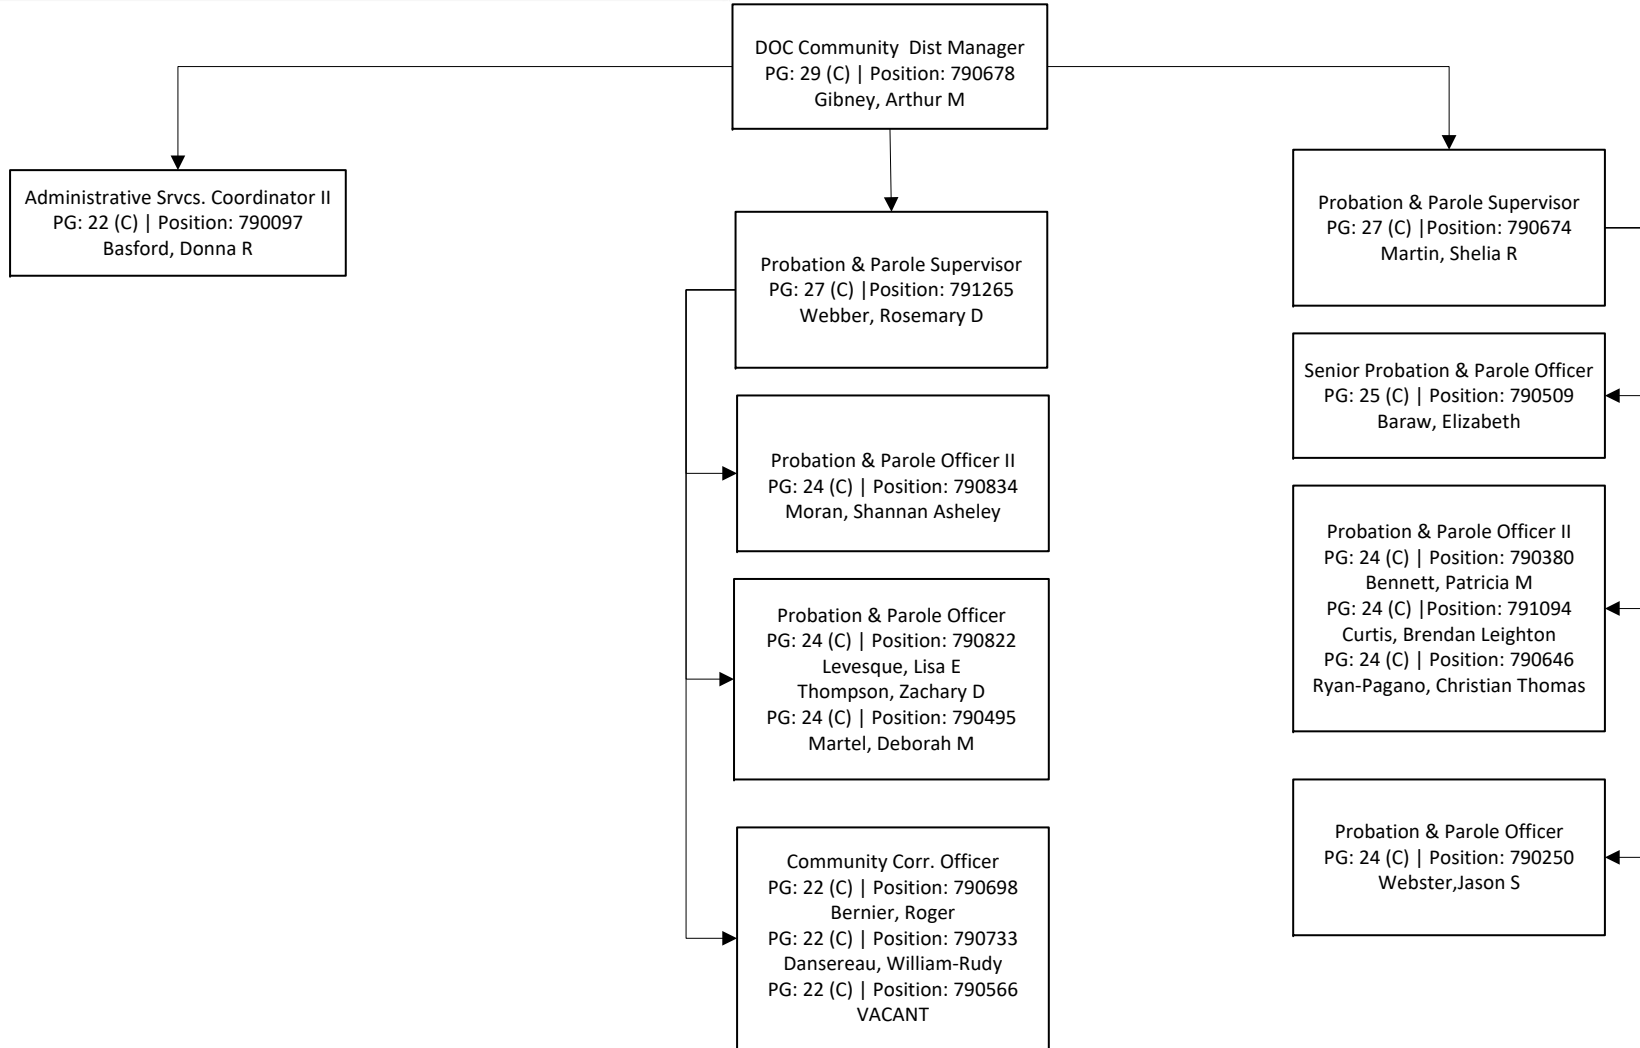 DOC Community  Dist Manager
PG: 29 (C) | Position: 790678
Gibney, Arthur M
Administrative Srvcs. Coordinator II
PG: 22 (C) | Position: 790097
Basford, Donna R
Probation & Parole Supervisor
PG: 27 (C) |Position: 791265
Webber, Rosemary D
Probation & Parole Officer II
PG: 24 (C) | Position: 790834
Moran, Shannan Asheley
Probation & Parole Officer
PG: 24 (C) | Position: 790822
Levesque, Lisa E
Thompson, Zachary D
PG: 24 (C) | Position: 790495
Martel, Deborah M
Community Corr. Officer
PG: 22 (C) | Position: 790698
Bernier, Roger
PG: 22 (C) | Position: 790733
Dansereau, William-Rudy
PG: 22 (C) | Position: 790566
VACANT
Probation & Parole Supervisor
PG: 27 (C) |Position: 790674
Martin, Shelia R
Senior Probation & Parole Officer
PG: 25 (C) | Position: 790509
Baraw, Elizabeth
Probation & Parole Officer II
PG: 24 (C) | Position: 790380
Bennett, Patricia M
PG: 24 (C) |Position: 791094
Curtis, Brendan Leighton
PG: 24 (C) | Position: 790646
Ryan-Pagano, Christian Thomas
Probation & Parole Officer
PG: 24 (C) | Position: 790250
Webster,Jason S